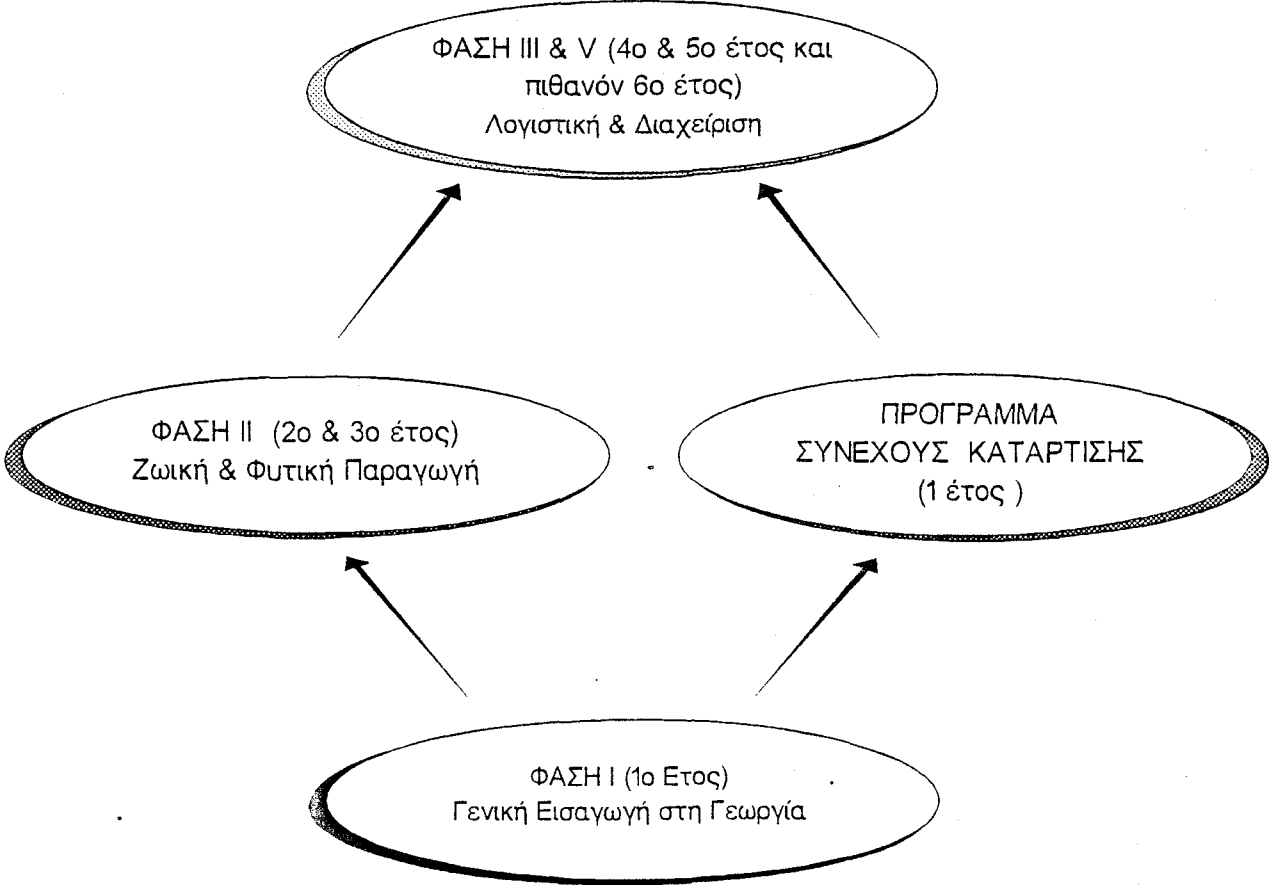 ΦΑΣΗ III & V (4ο & 5ο έτος και
πιθανόν 6ο έτος)
Λογιστική & Διαχείριση
ΦΑΣΗ II (2ο & 3ο έτος)
Ζωική & Φυτική Παραγωγή
ΠΡΟΓΡΑΜΜΑ
ΣΥΝΕΧΟΥΣ ΚΑΤΑΡΤΙΣΗΣ
(1 έτος )
ΦΑΣΗ I (1ο Ετος)
Γενική Εισαγωγή στη Γεωργία